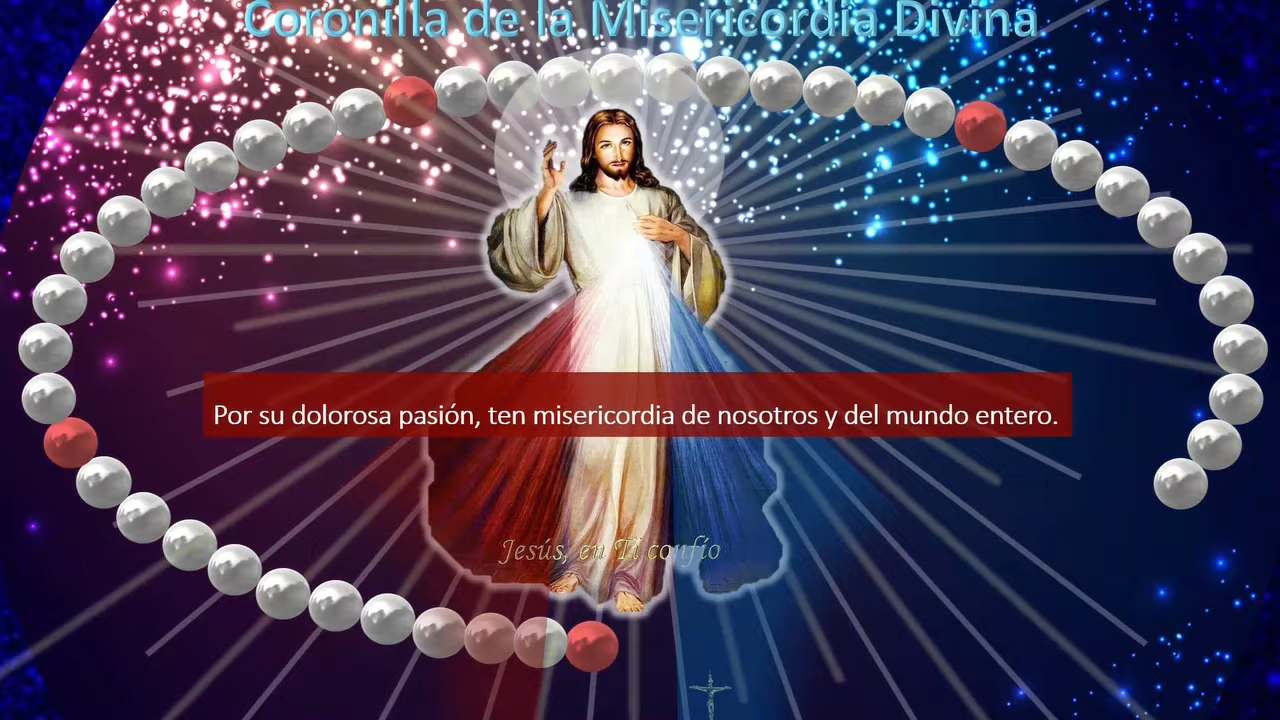 Coronilla de la Misericordia Divina
Por su dolorosa pasión, ten misericordia de nosotros y del mundo entero.
Jesús, en Ti confío